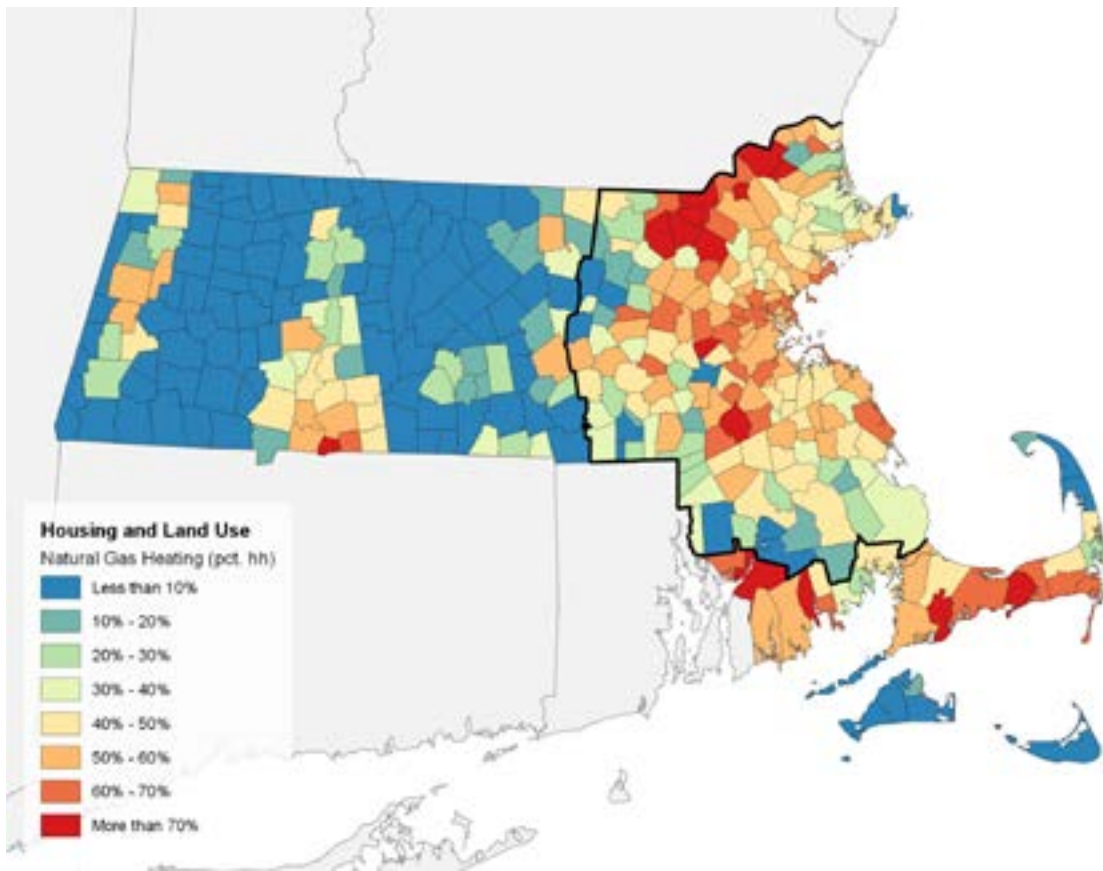 Housing and Land Use
Natural Gas Heating (pct. hh)
Less than 10%
10% - 20%
20% - 30%
30% - 40%
40% - 50%
50% - 60%
60% - 70%
More than 70%